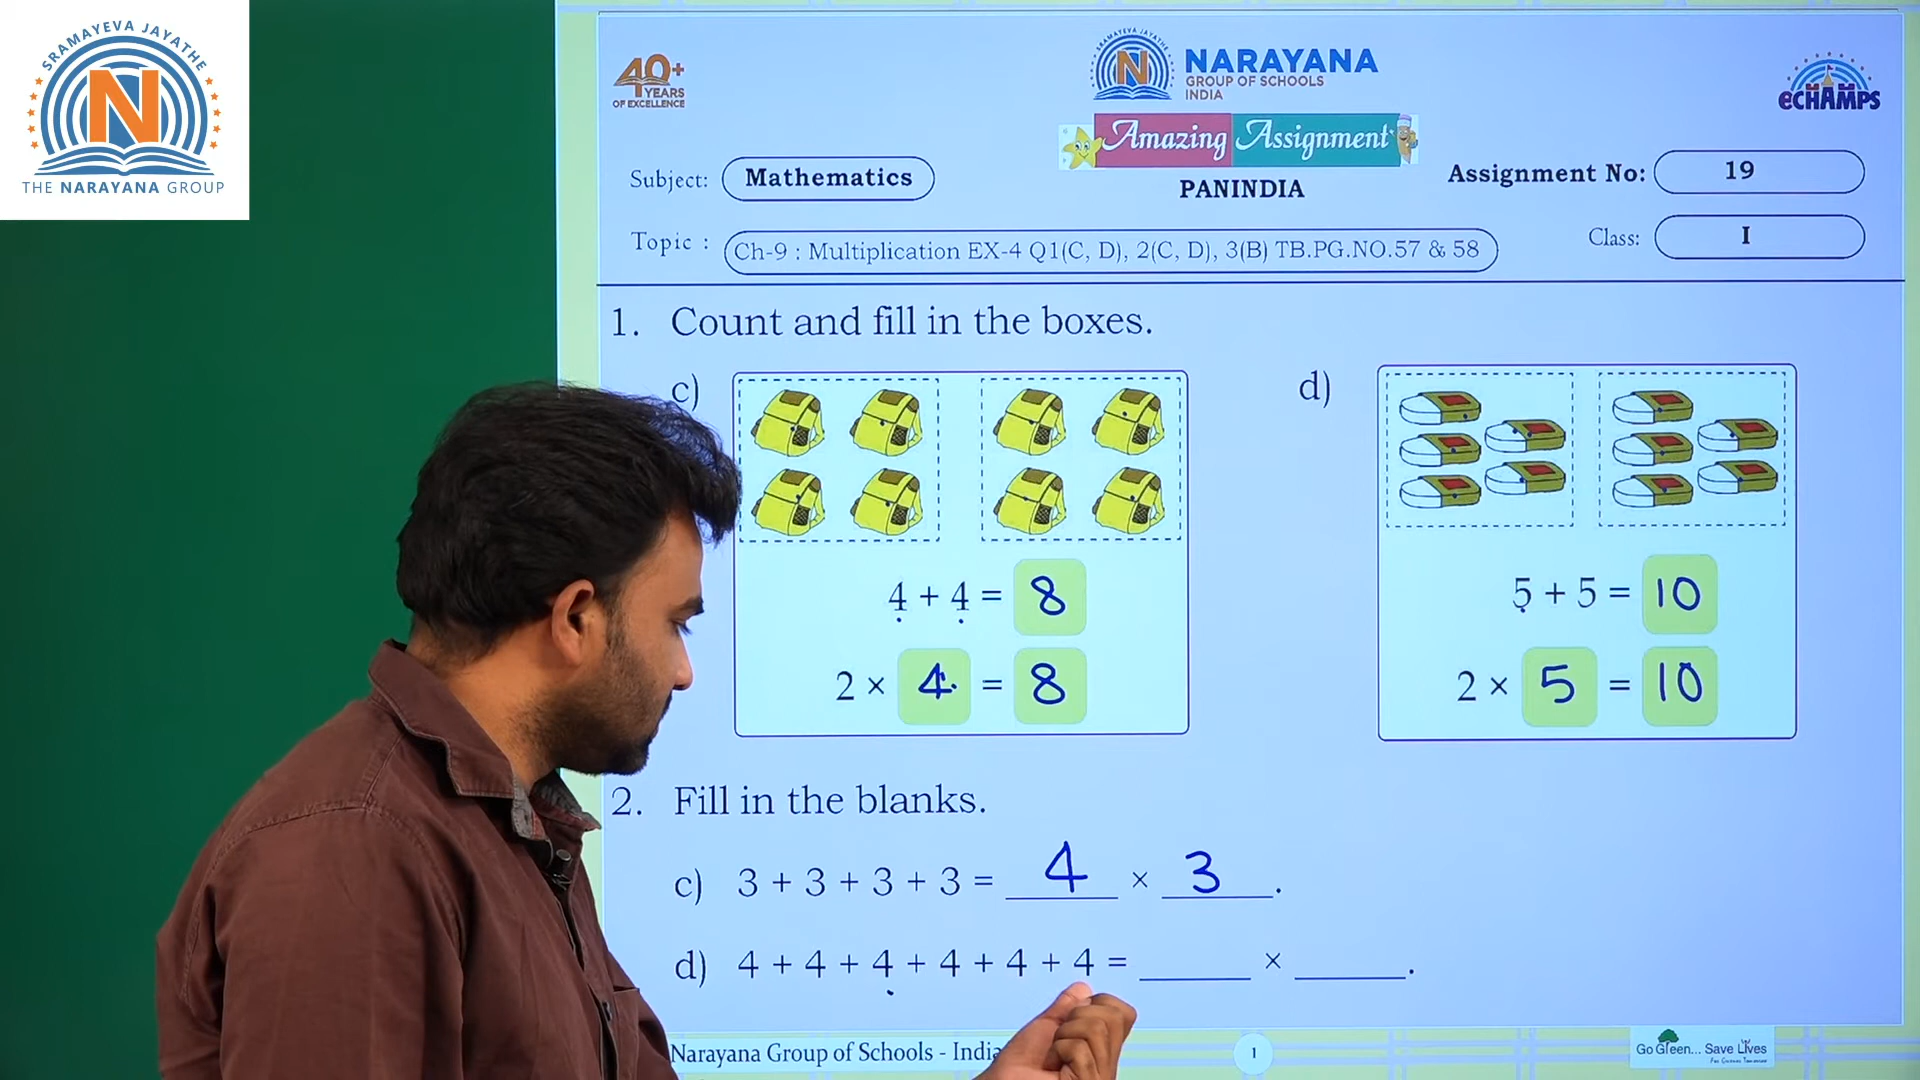 SRAMAYEVA JAYATHE
N
THE NARAYANA GROUP
40+
YEARS
OF EXCELLENCE
SRAMAYEVA JAYATHE
N
NARAYANA
GROUP OF SCHOOLS
INDIA
eCHAMPS
Amazing Assignment
Subject: Mathematics
PANINDIA
Assignment No: 19
Topic : Ch-9 : Multiplication EX-4 Q1(C, D), 2(C, D), 3(B) TB.PG.NO.57 & 58
Class: I
1. Count and fill in the boxes.
c)
4 + 4 = 8
2 × 4 = 8
d)
5 + 5 = 10
2 × 5 = 10
2. Fill in the blanks.
c) 3 + 3 + 3 + 3 = 4 × 3.
d) 4 + 4 + 4 + 4 + 4 + 4 = ______ × ______.
Narayana Group of Schools - India
1
Go Green... Save Lives